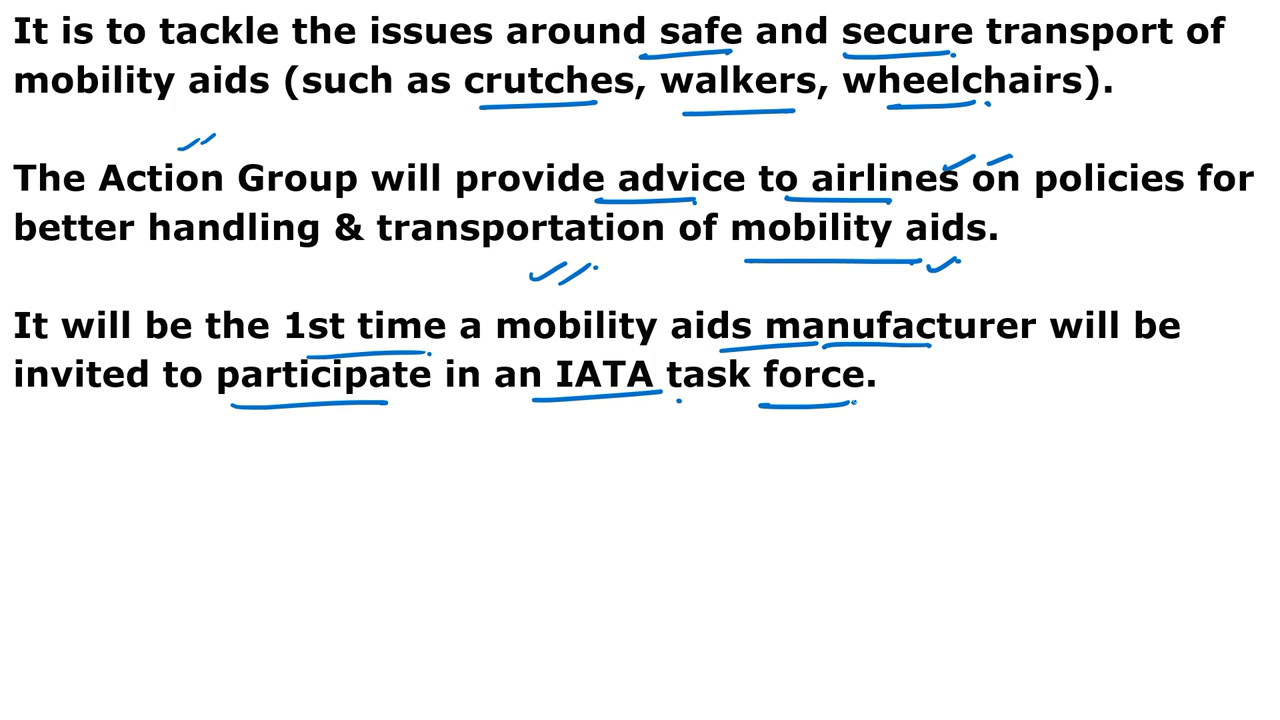 It is to tackle the issues around safe and secure transport of
mobility aids (such as crutches, walkers, wheelchairs).
The Action Group will provide advice to airlines on policies for
better handling & transportation of mobility aids.
It will be the 1st time a mobility aids manufacturer will be
invited to participate in an IATA task force.